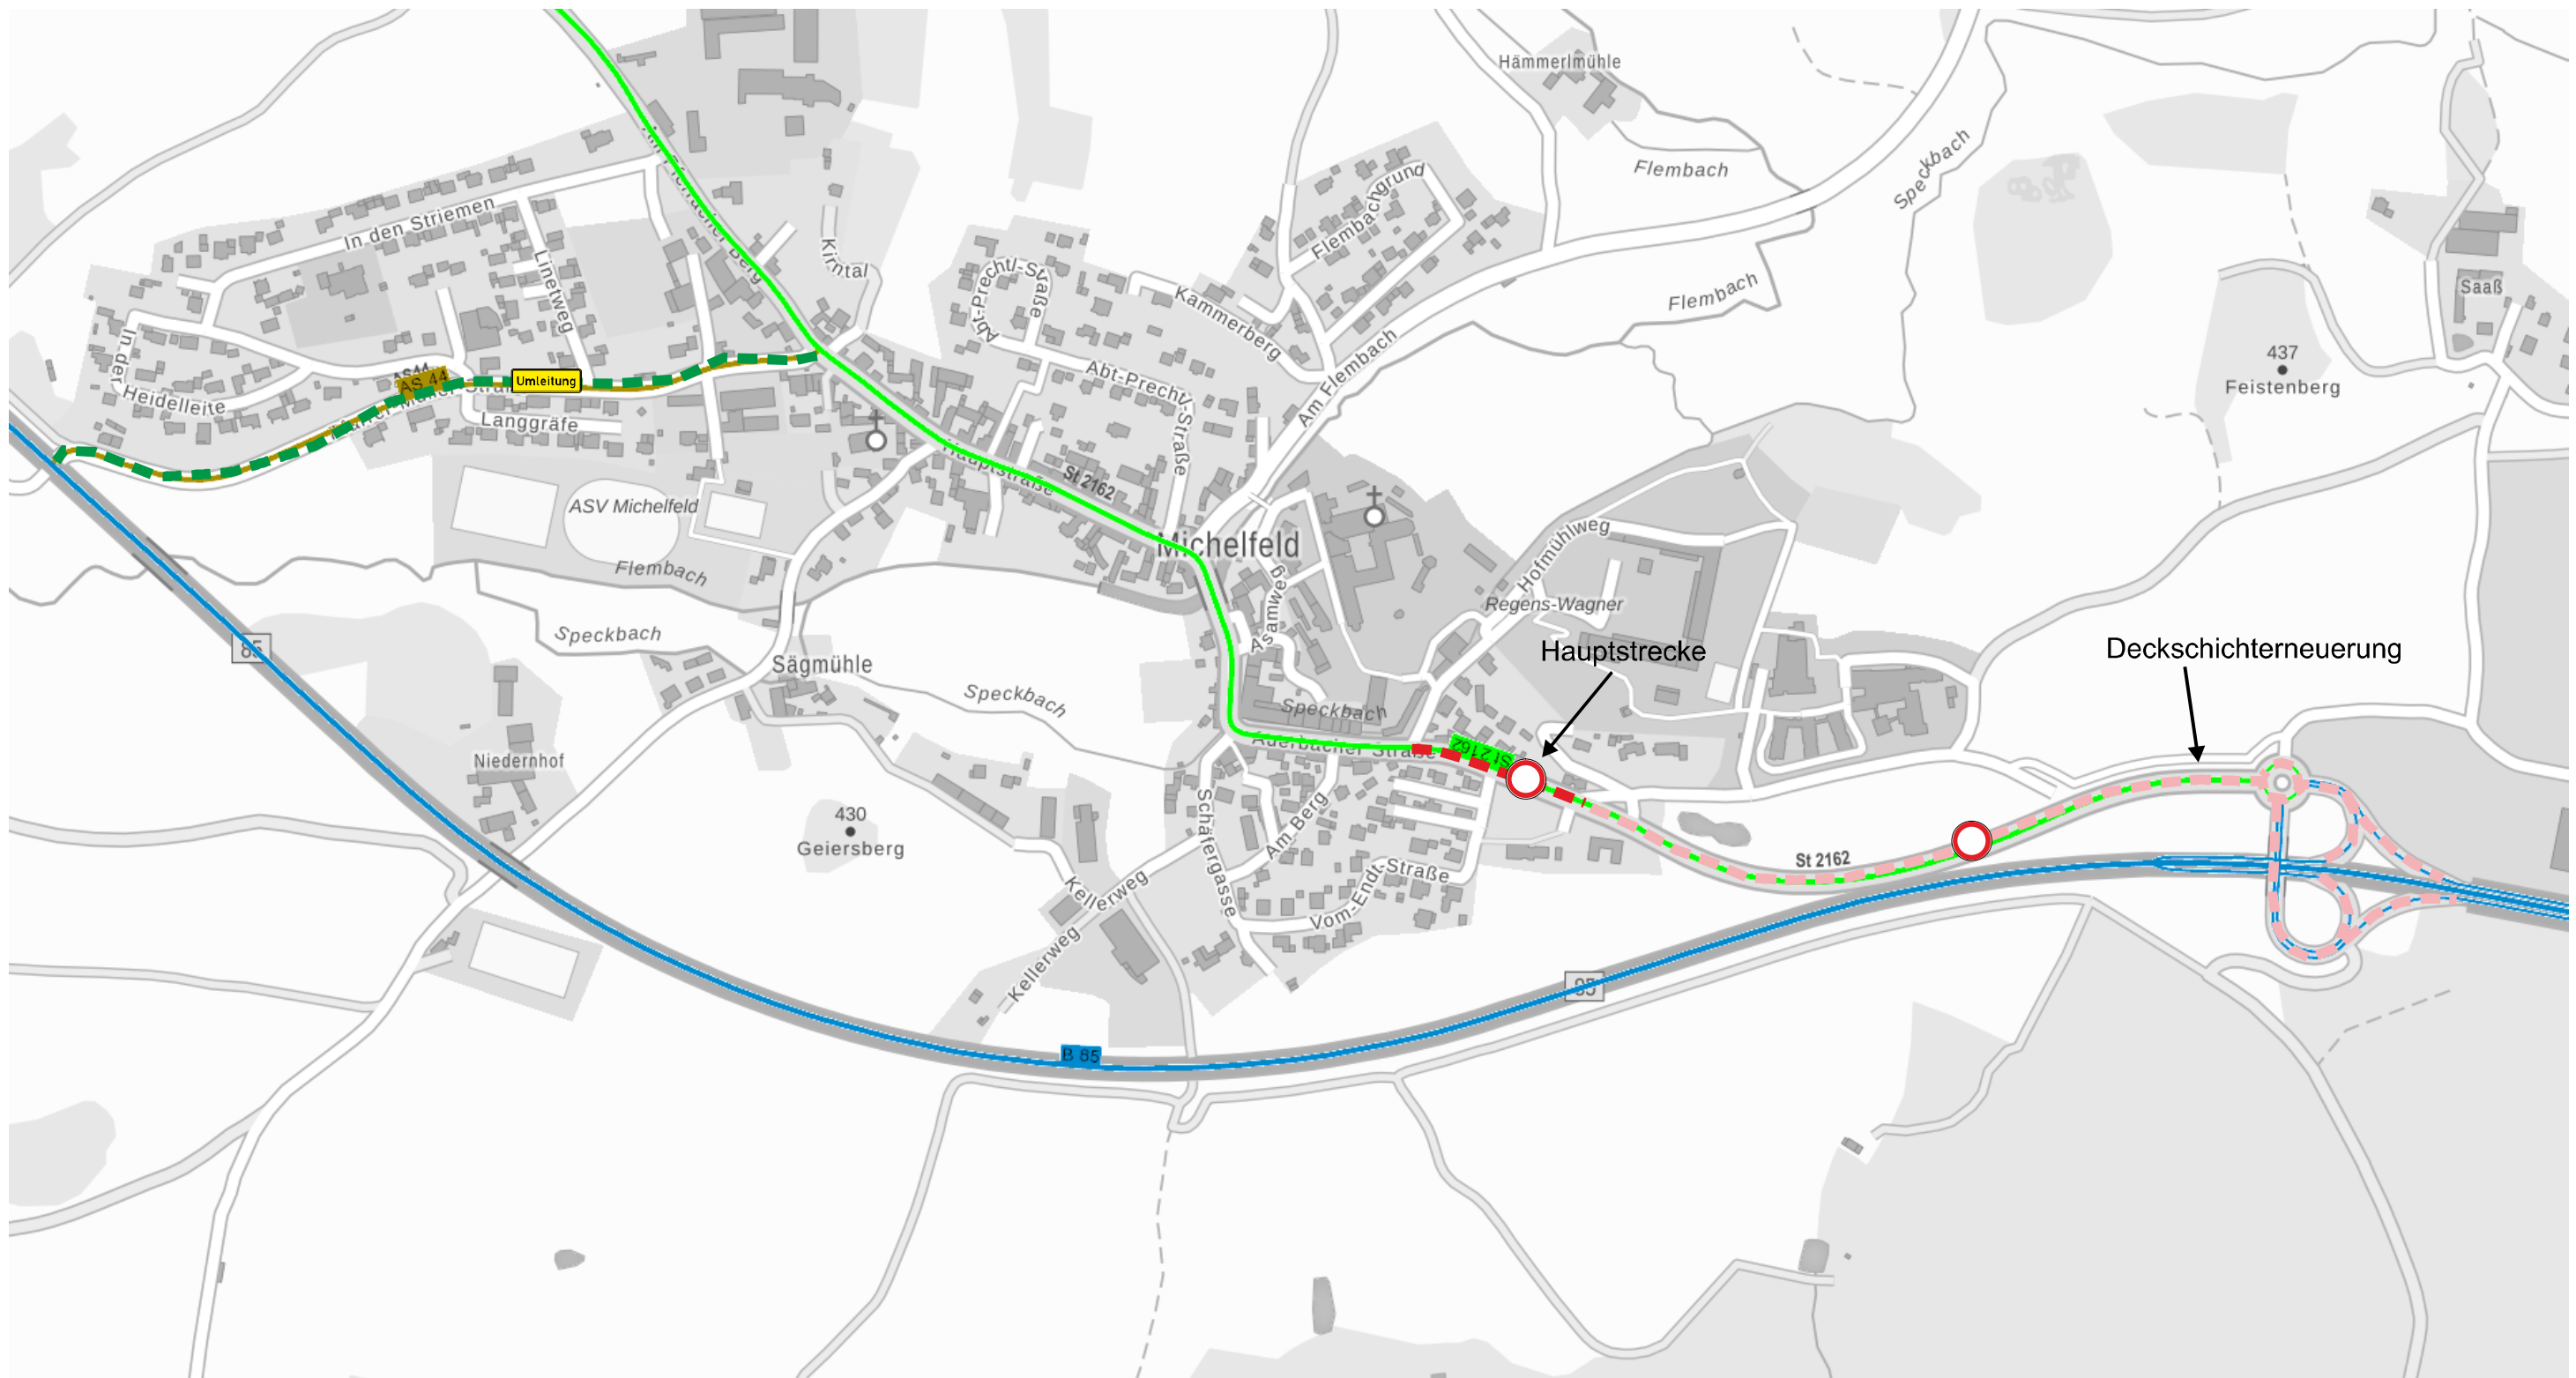 Hämmerlmühle
Flembach
Speckbach
Flembachgrund
In den Striemen
Kirntal
Linetweg
Abt-Prechtl-Straße
Kammerberg
Flembach
Saaß
437
Feistenberg
In der
Heidelleite
AS44
AS 44
Umleitung
Langgräfe
Abt-Prechtl-Straße
Am Flembach
Hauptstraße
St 2162
ASV Michelfeld
Michelfeld
Hofmühlweg
Flembach
Asamweg
Regens-Wagner
Speckbach
85
Sägmühle
Hauptstrecke
Deckschichterneuerung
Speckbach
Speckbach
Niedernhof
Auerbacher Straße
St 2162
430
Geiersberg
Schäfergasse
Am Berg
St 2162
Kellerweg
Vom-Endt-Straße
Kellerweg
85
B 85